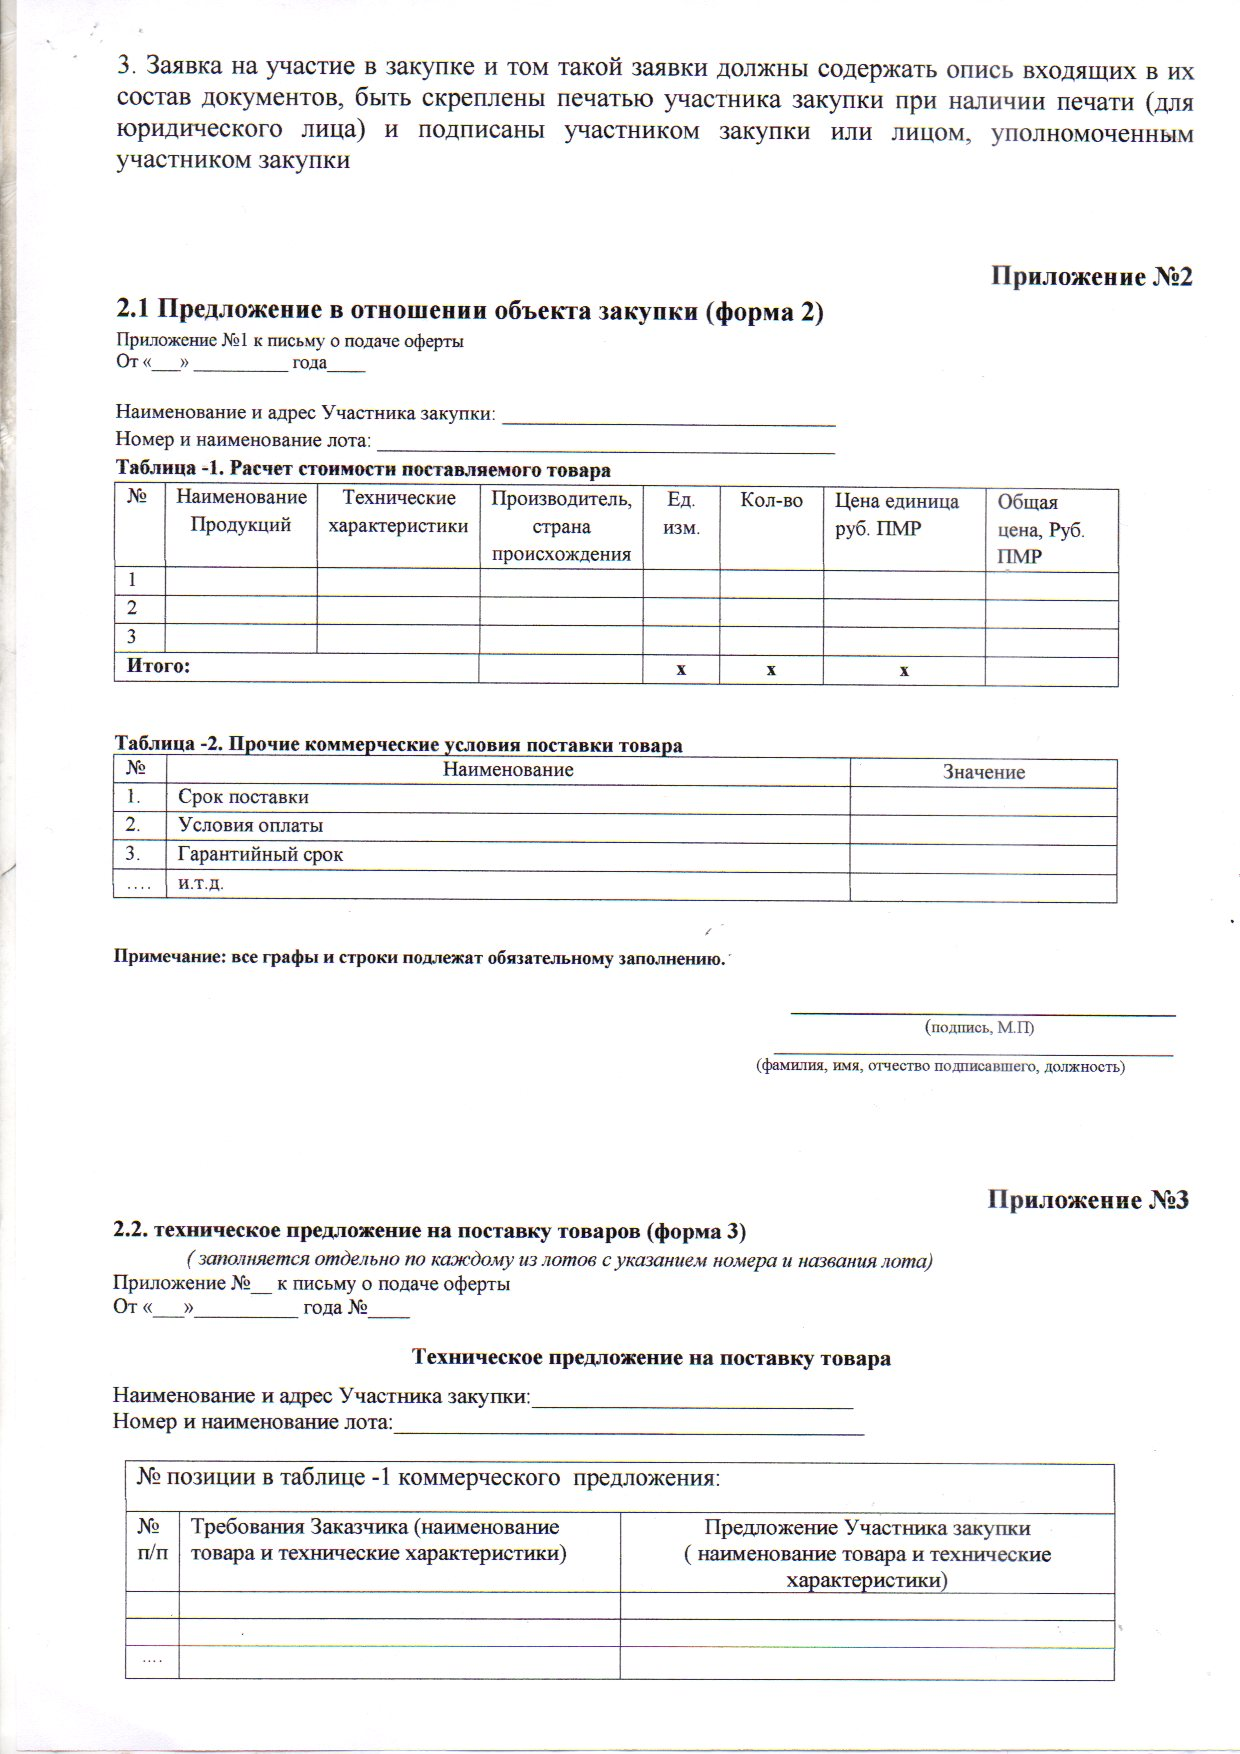 3. Заявка на участие в закупке и том такой заявки должны содержать опись входящих в их
состав документов, быть скреплены печатью участника закупки при наличии печати (для
юридического лица) и подписаны участником закупки или лицом, уполномоченным
участником закупки
Приложение №2
2.1 Предложение в отношении объекта закупки (форма 2)
Приложение №1 к письму о подаче оферты
От «___» __________ года____
Наименование и адрес Участника закупки: ________________
Номер и наименование лота: ________________
Таблица -1. Расчет стоимости поставляемого товара
№ Наименование Продукций Технические характеристики Производитель, страна происхождения Ед. изм. Кол-во Цена единица руб. ПМР Общая цена, Руб. ПМР
1
2
3
Итого: х х х
Таблица -2. Прочие коммерческие условия поставки товара
№ Наименование Значение
1. Срок поставки
2. Условия оплаты
3. Гарантийный срок
.... и.т.д.
Примечание: все графы и строки подлежат обязательному заполнению.
(подпись, М.П)
(фамилия, имя, отчество подписавшего, должность)
Приложение №3
2.2. техническое предложение на поставку товаров (форма 3)
( заполняется отдельно по каждому из лотов с указанием номера и названия лота)
Приложение №__ к письму о подаче оферты
От «___»__________ года №____
Техническое предложение на поставку товара
Наименование и адрес Участника закупки:________________
Номер и наименование лота:________________
№ позиции в таблице -1 коммерческого предложения:
№ п/п Требования Заказчика (наименование товара и технические характеристики) Предложение Участника закупки ( наименование товара и технические характеристики)
....